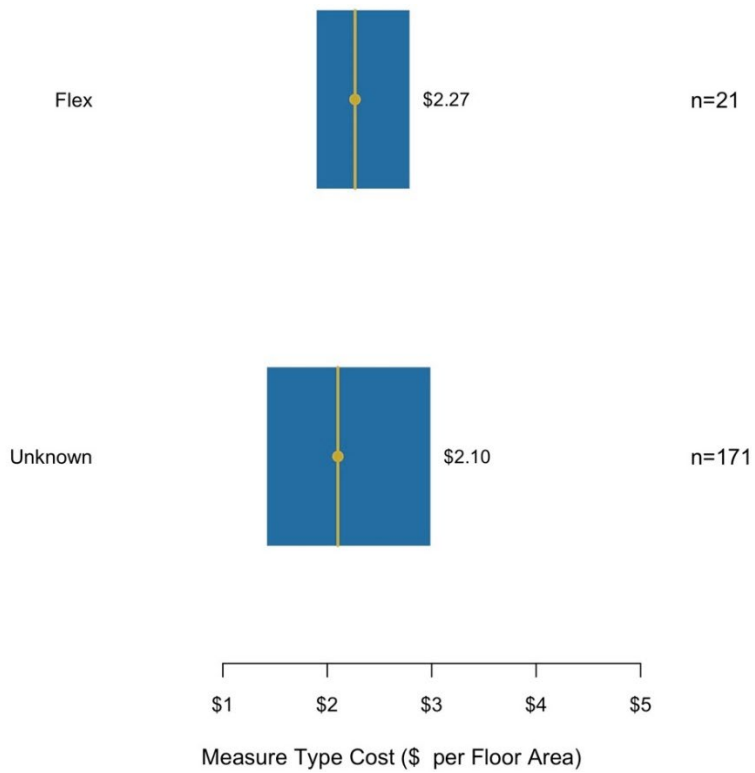 Flex $2.27 n=21
Unknown $2.10 n=171
$1 $2 $3 $4 $5
Measure Type Cost ($ per Floor Area)